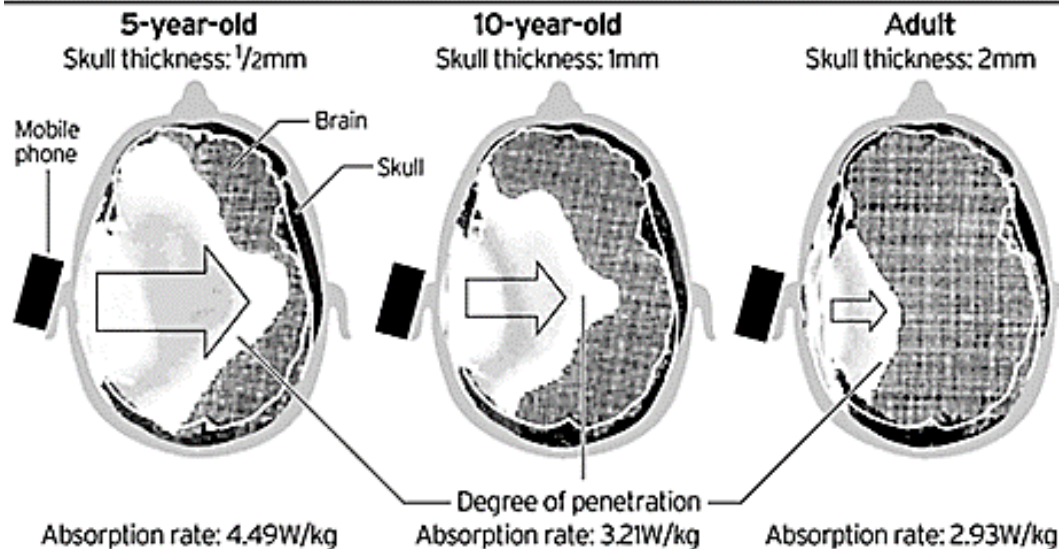 5-year-old
Skull thickness: 1/2mm
10-year-old
Skull thickness: 1mm
Adult
Skull thickness: 2mm
Mobile
phone
Brain
Skull
Degree of penetration
Absorption rate: 4.49W/kg
Absorption rate: 3.21W/kg
Absorption rate: 2.93W/kg